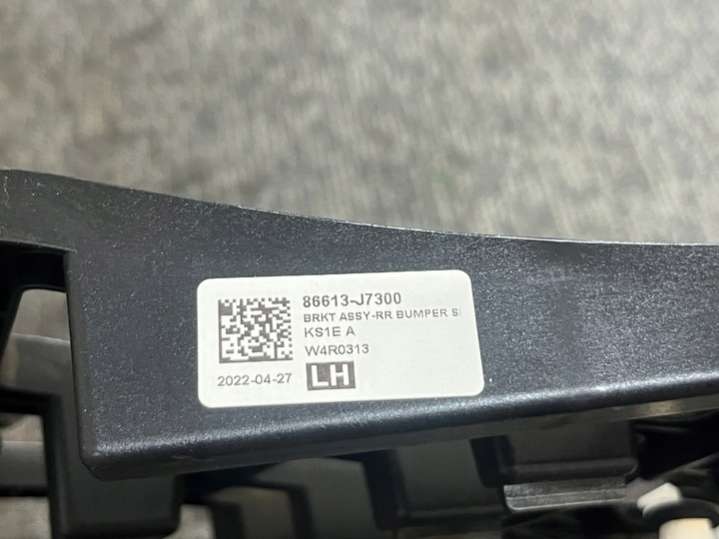 86613-J7300
BRKT ASSY-RR BUMPER S
KS1E A
W4R0313
2022-04-27 LH